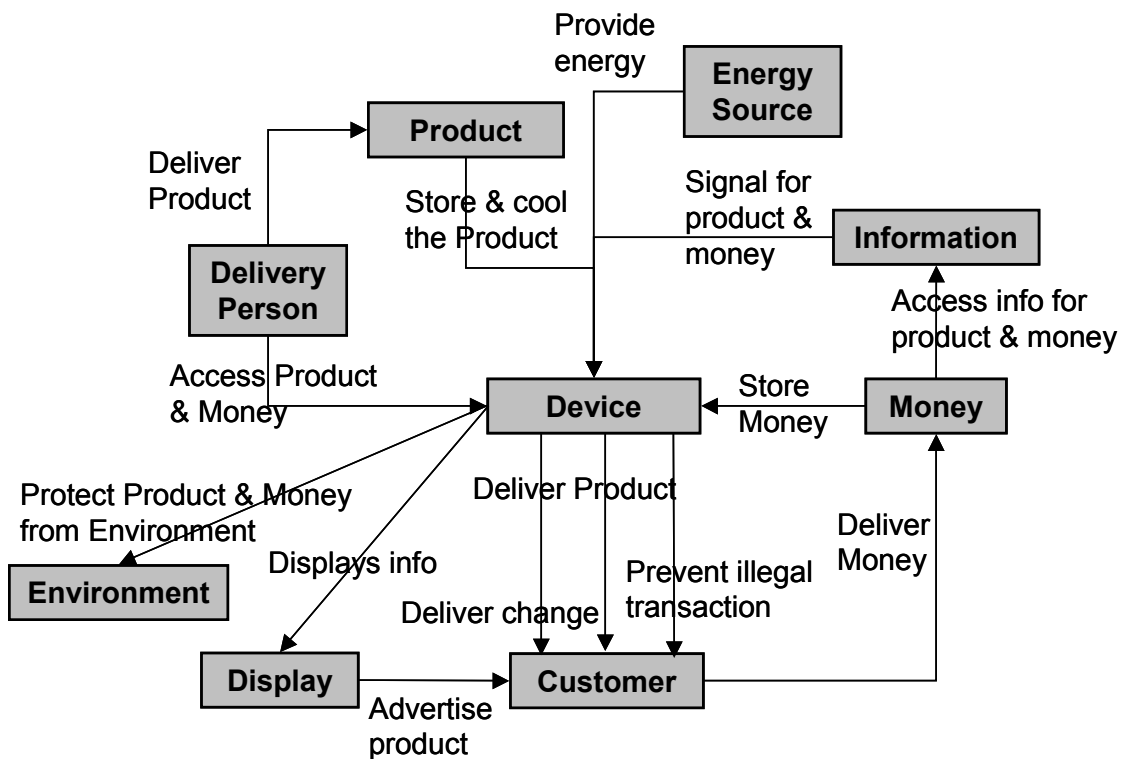 Provide
energy
Energy
Source
Product
Deliver
Product
Store & cool
the Product
Signal for
product &
money
Information
Delivery
Person
Access info for
product & money
Access Product
& Money
Device
Store
Money
Money
Protect Product & Money
from Environment
Deliver Product
Deliver
Money
Displays info
Environment
Deliver change
Prevent illegal
transaction
Display
Customer
Advertise
product